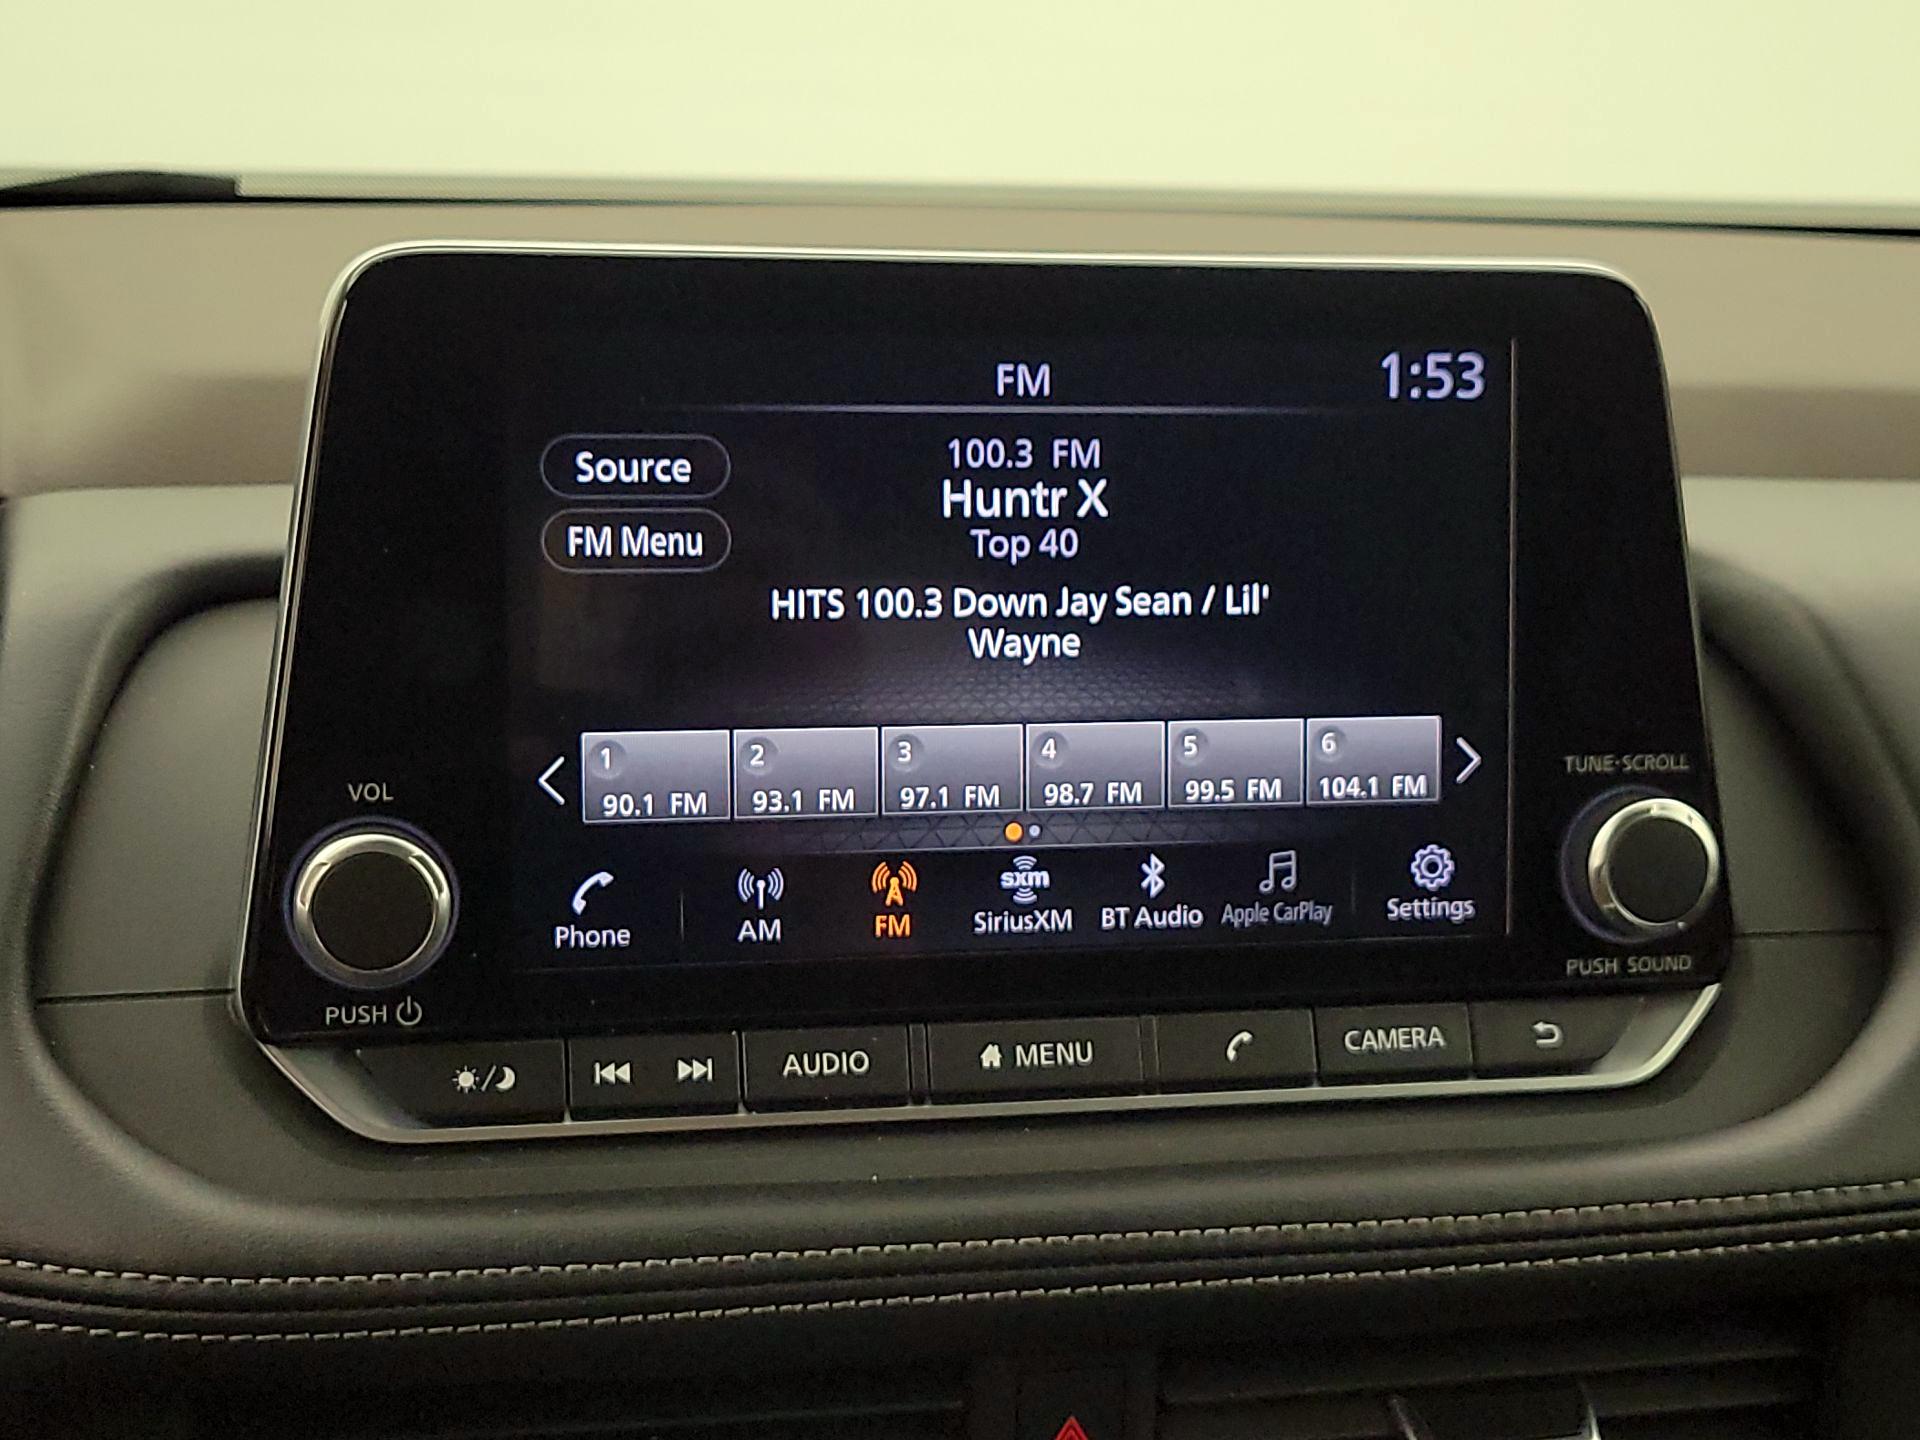 FM
1:53
Source
FM Menu
100.3 FM
Huntr X
Top 40
HITS 100.3 Down Jay Sean / Lil'
Wayne
1
2
3
4
5
6
90.1 FM
93.1 FM
97.1 FM
98.7 FM
99.5 FM
104.1 FM
Phone
AM
FM
sxm
SiriusXM
BT Audio
Apple CarPlay
Settings
VOL
PUSH
TUNE·SCROLL
PUSH SOUND
AUDIO
MENU
CAMERA